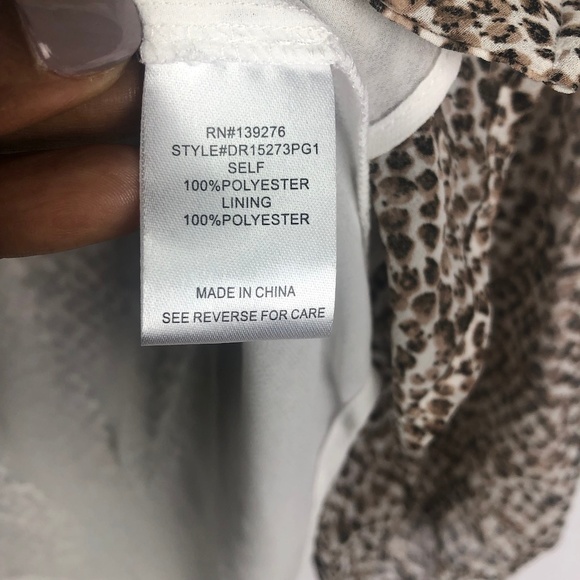 RN#139276
STYLE#DR15273PG1
SELF
100%POLYESTER
LINING
100%POLYESTER
MADE IN CHINA
SEE REVERSE FOR CARE